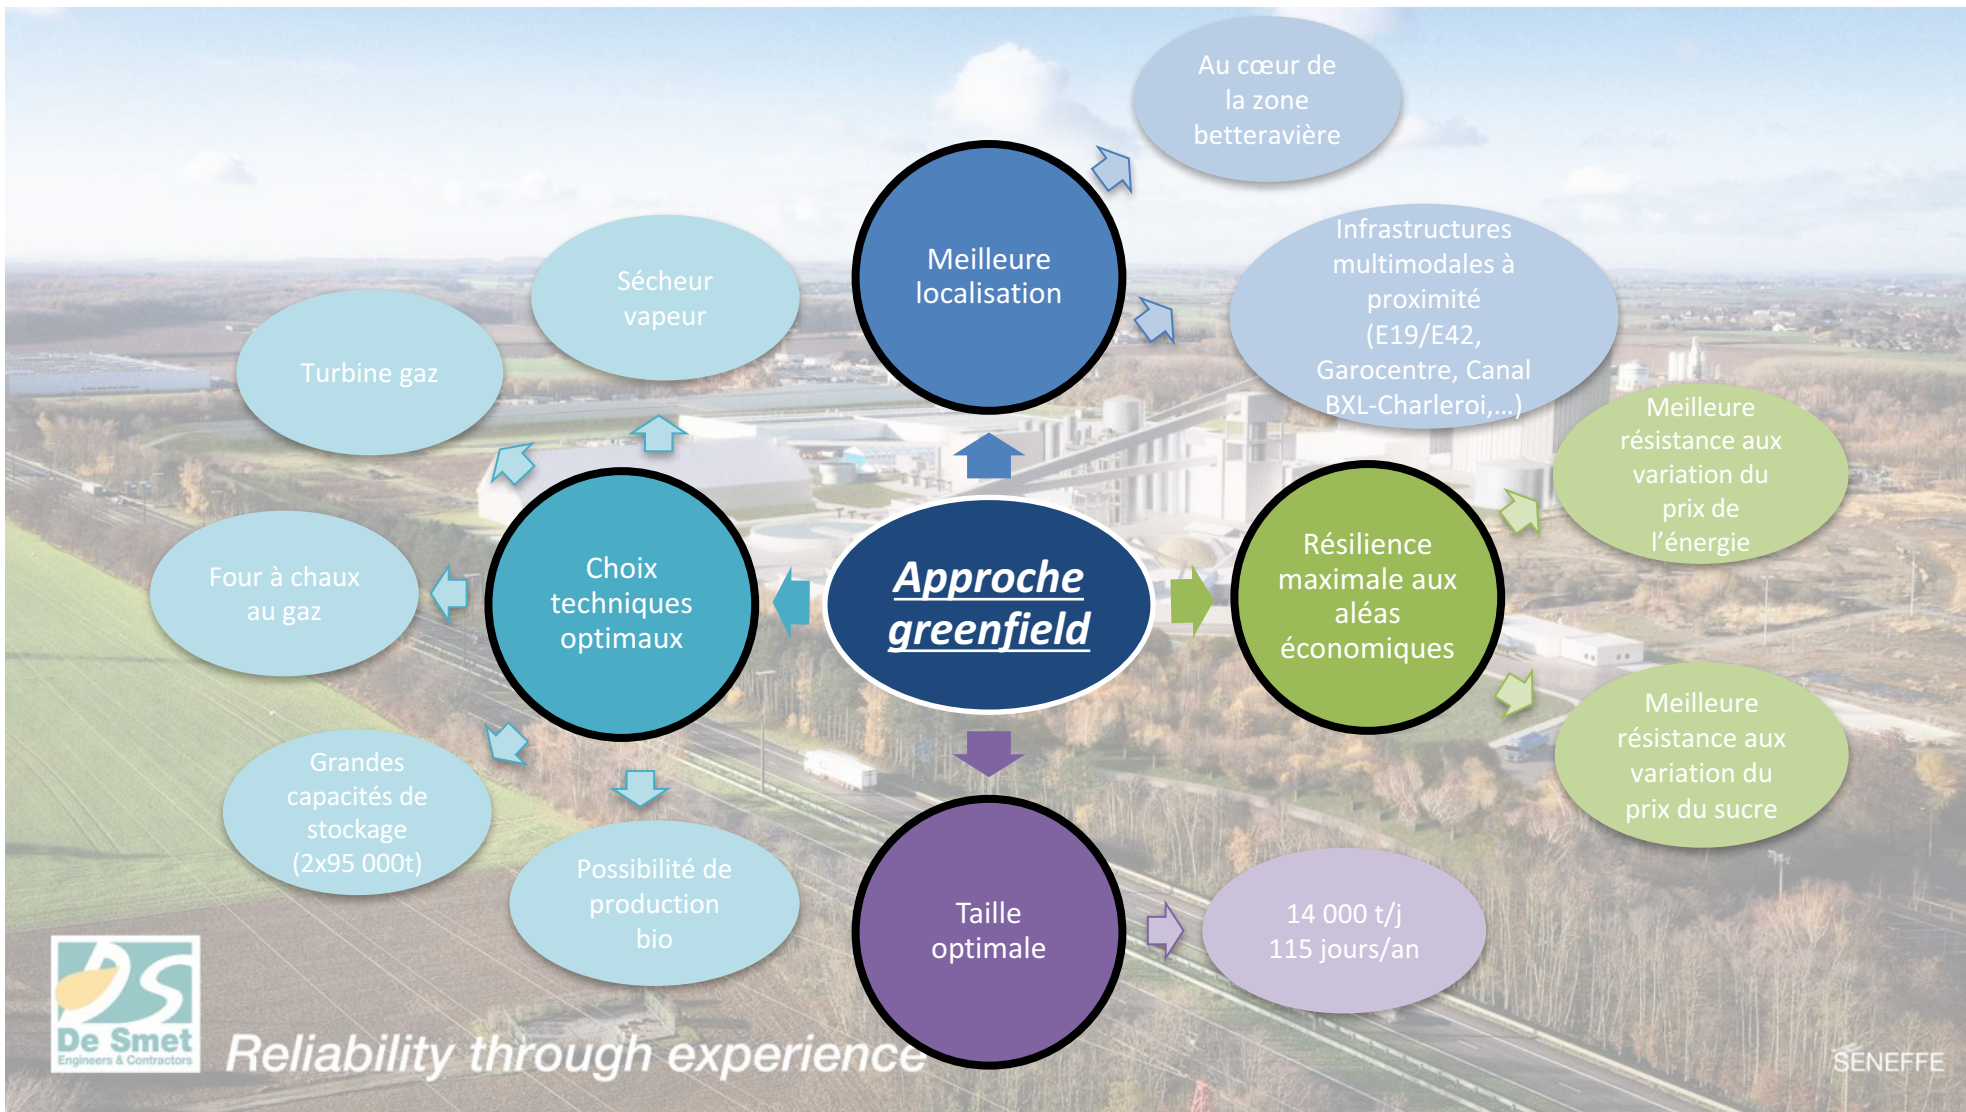 Au cœur de
la zone
betteravière
Meilleure
localisation
Infrastructures
multimodales à
proximité
(E19/E42,
Garocentre, Canal
BXL-Charleroi,...)
Sécheur
vapeur
Turbine gaz
Four à chaux
au gaz
Grandes
capacités de
stockage
(2x95 000t)
Possibilité de
production
bio
Choix
techniques
optimaux
Approche
greenfield
Résilience
maximale aux
aléas
économiques
Meilleure
résistance aux
variation du
prix de
l'énergie
Meilleure
résistance aux
variation du
prix du sucre
Taille
optimale
14 000 t/j
115 jours/an
DS
De Smet
Engineers & Contractors
Reliability through experience
SENEFFE